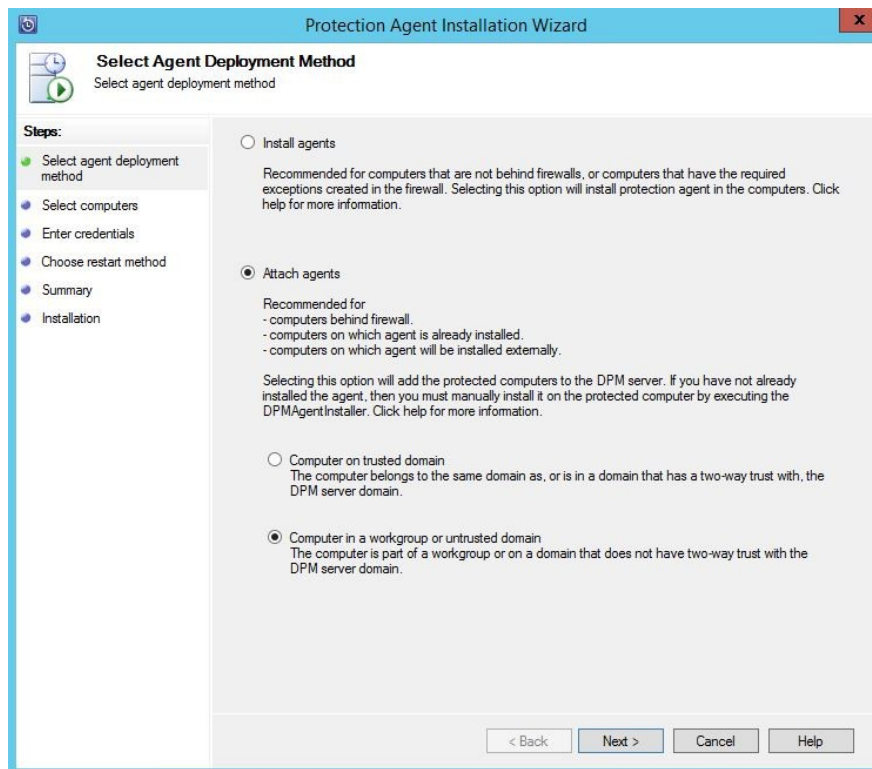 Protection Agent Installation Wizard
x
Select Agent Deployment Method
Select agent deployment method
Steps:
Select agent deployment
method
Select computers
Enter credentials
Choose restart method
Summary
Installation
Install agents
Recommended for computers that are not behind firewalls, or computers that have the required
exceptions created in the firewall. Selecting this option will install protection agent in the computers. Click
help for more information.
Attach agents
Recommended for
- computers behind firewall.
- computers on which agent is already installed.
- computers on which agent will be installed externally.
Selecting this option will add the protected computers to the DPM server. If you have not already
installed the agent, then you must manually install it on the protected computer by executing the
DPMAgentInstaller. Click help for more information.
Computer on trusted domain
The computer belongs to the same domain as, or is in a domain that has a two-way trust with, the
DPM server domain.
Computer in a workgroup or untrusted domain
The computer is part of a workgroup or on a domain that does not have two-way trust with the
DPM server domain.
< Back
Next >
Cancel
Help